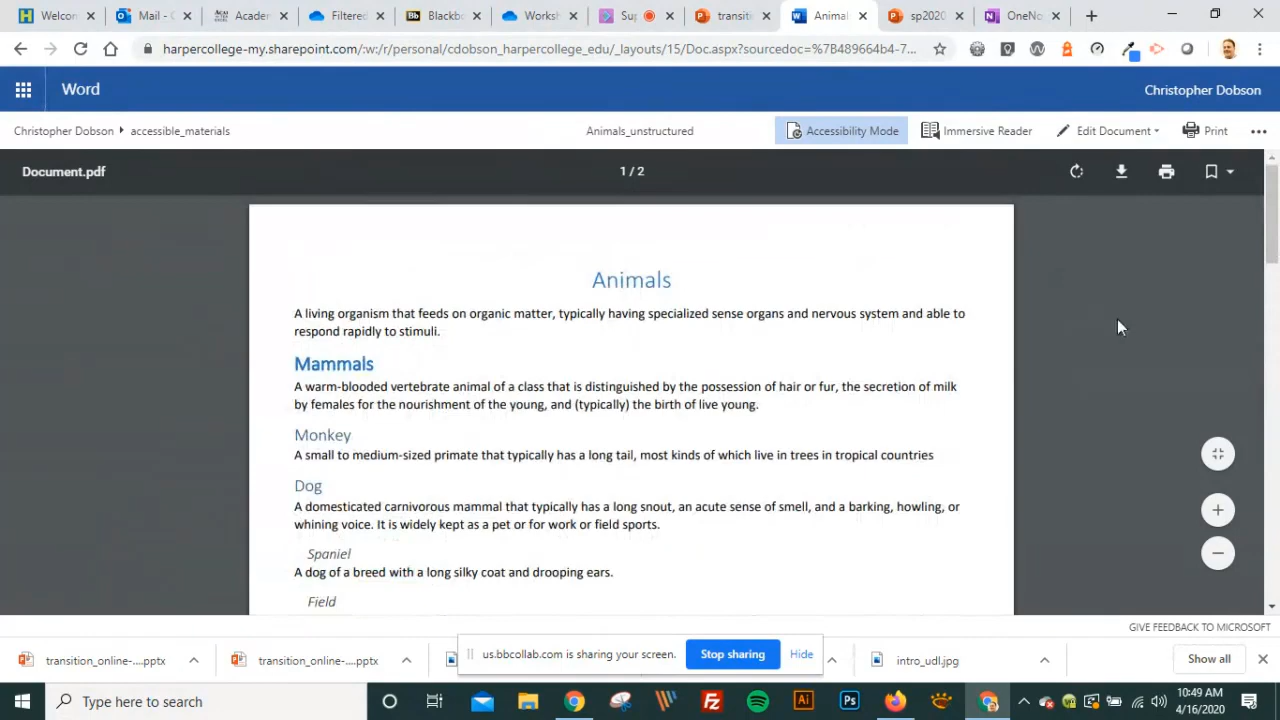 Welcom
Mail - C
Acade
Filtered
Blackbo
Worksh
Sup
transiti
Anima
sp2020
OneNo
harpercollege-my.sharepoint.com/:w:/r/personal/cdobson_harpercollege_edu/_layouts/15/Doc.aspx?sourcedoc=%7B489664b4-7...
Word
Christopher Dobson
Christopher Dobson ▸ accessible_materials
Animals_unstructured
Accessibility Mode
Immersive Reader
Edit Document
Print
Document.pdf
1 / 2
Animals
A living organism that feeds on organic matter, typically having specialized sense organs and nervous system and able to
respond rapidly to stimuli.
Mammals
A warm-blooded vertebrate animal of a class that is distinguished by the possession of hair or fur, the secretion of milk
by females for the nourishment of the young, and (typically) the birth of live young.
Monkey
A small to medium-sized primate that typically has a long tail, most kinds of which live in trees in tropical countries
Dog
A domesticated carnivorous mammal that typically has a long snout, an acute sense of smell, and a barking, howling, or
whining voice. It is widely kept as a pet or for work or field sports.
Spaniel
A dog of a breed with a long silky coat and drooping ears.
Field
GIVE FEEDBACK TO MICROSOFT
transition_online-....pptx
transition_online-....pptx
us.bbcollab.com is sharing your screen.
Stop sharing
Hide
intro_udl.jpg
Show all
Type here to search
10:49 AM
4/16/2020